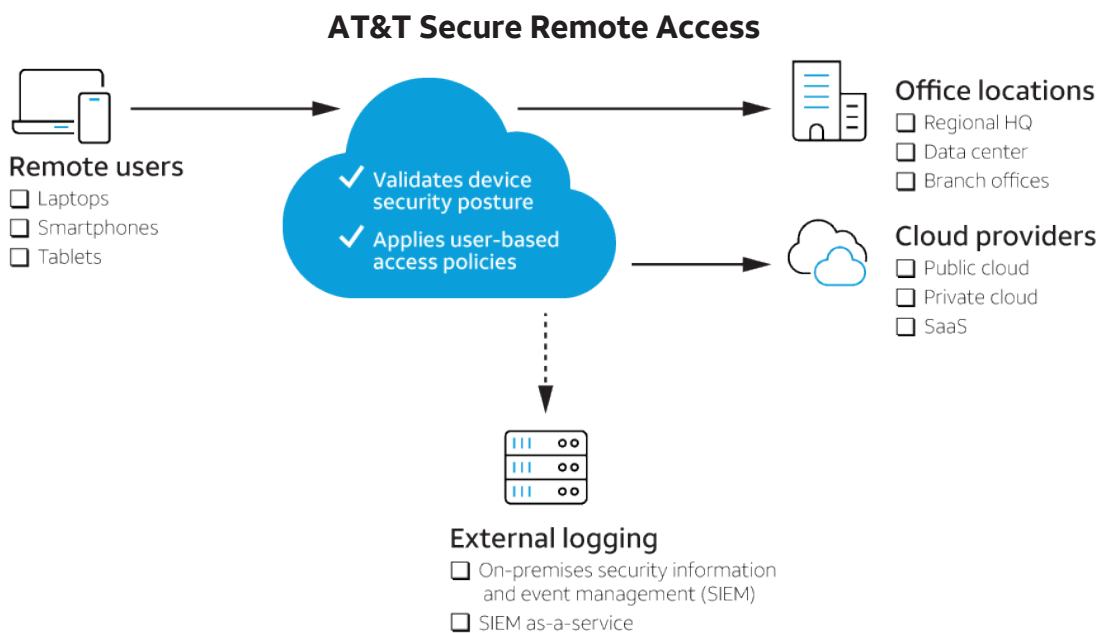 AT&T Secure Remote Access
Remote users
Laptops
Smartphones
Tablets
Validates device
security posture
Applies user-based
access policies
Office locations
Regional HQ
Data center
Branch offices
Cloud providers
Public cloud
Private cloud
SaaS
External logging
On-premises security information
and event management (SIEM)
SIEM as-a-service